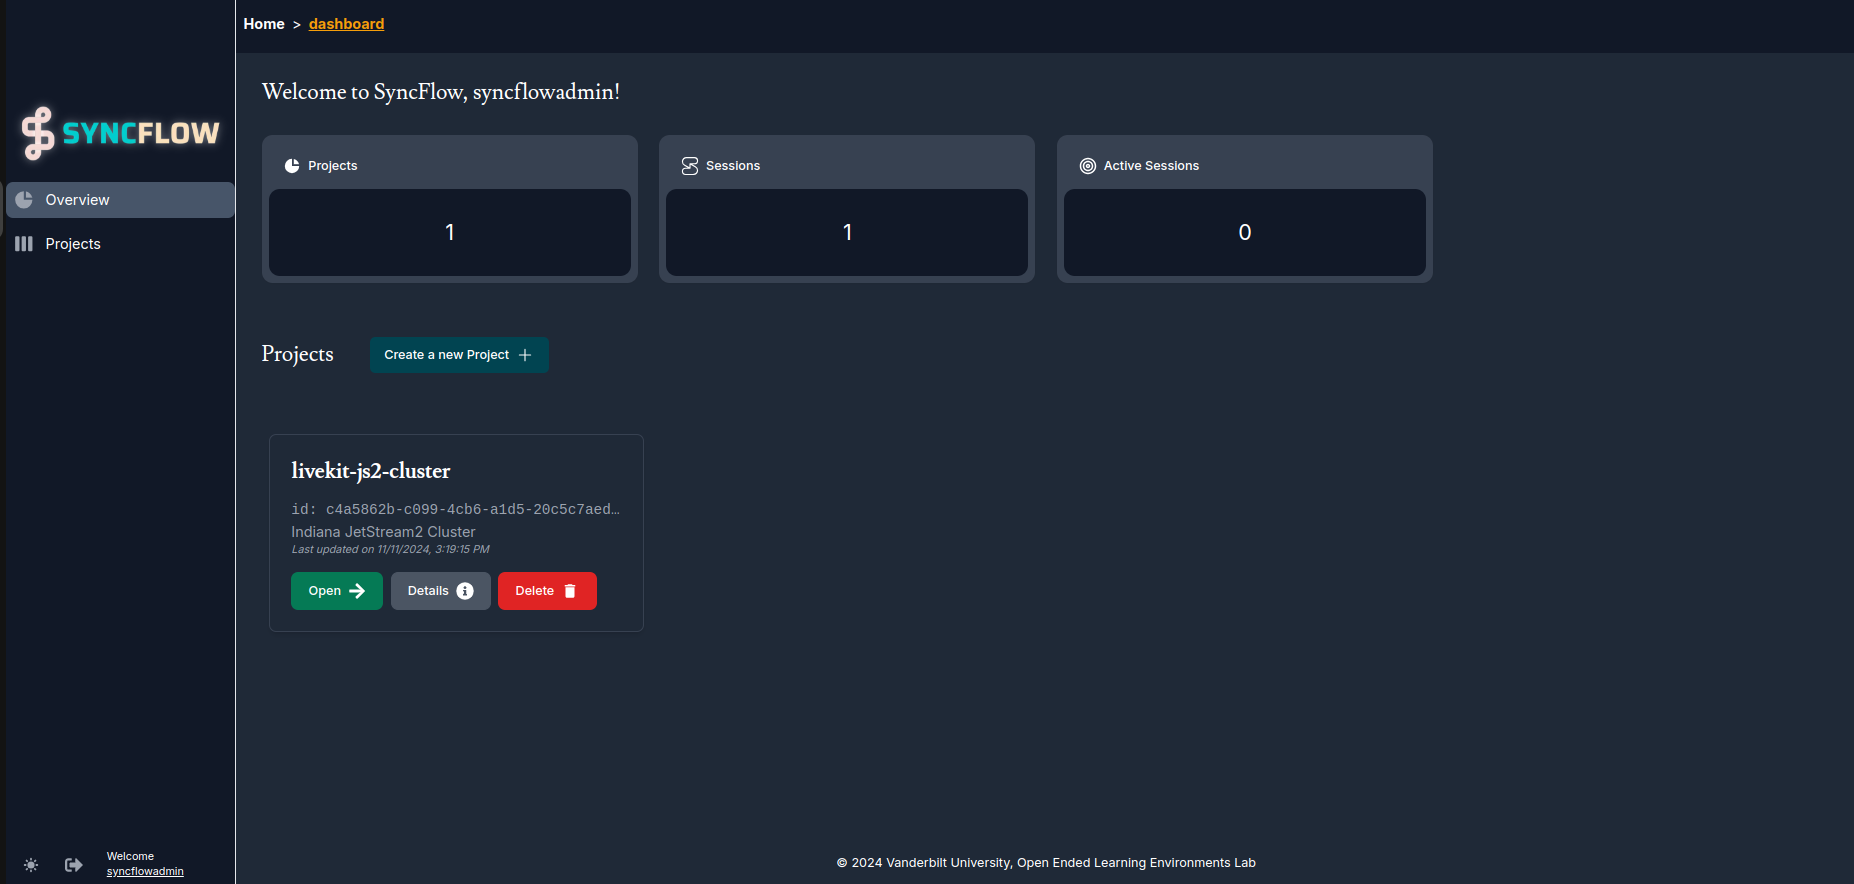 Home > dashboard
SYNCFLOW
Overview
Projects
Welcome to SyncFlow, syncflowadmin!
Projects
1
Sessions
1
Active Sessions
0
Projects
Create a new Project
livekit-js2-cluster
id: c4a5862b-c099-4cb6-a1d5-20c5c7aed…
Indiana JetStream2 Cluster
Last updated on 11/11/2024, 3:19:15 PM
Open
Details
Delete
Welcome
syncflowadmin
© 2024 Vanderbilt University, Open Ended Learning Environments Lab